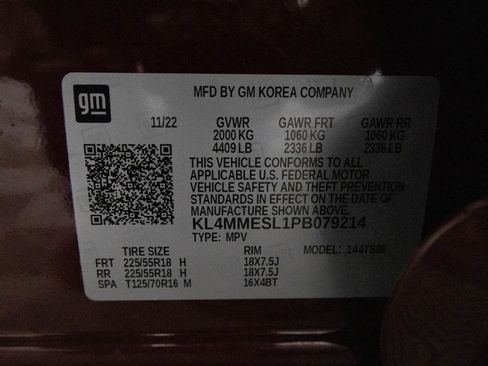 gm
MFD BY GM KOREA COMPANY
11/22 GVWR GAWR FRT GAWR RR
2000 KG 1060 KG 1060 KG
4409 LB 2336 LB 2336 LB
THIS VEHICLE CONFORMS TO ALL
APPLICABLE U.S. FEDERAL MOTOR
VEHICLE SAFETY AND THEFT PREVENTION
STANDARDS IN EFFECT ON THE DATE OF
MANUFACTURE SHOWN ABOVE.
KL4MMESL1PB079214
TYPE: MPV
TIRE SIZE RIM MODEL: 144TS06
FRT 225/55R18 H 18X7.5J
RR 225/55R18 H 18X7.5J
SPA T125/70R16 M 16X4BT